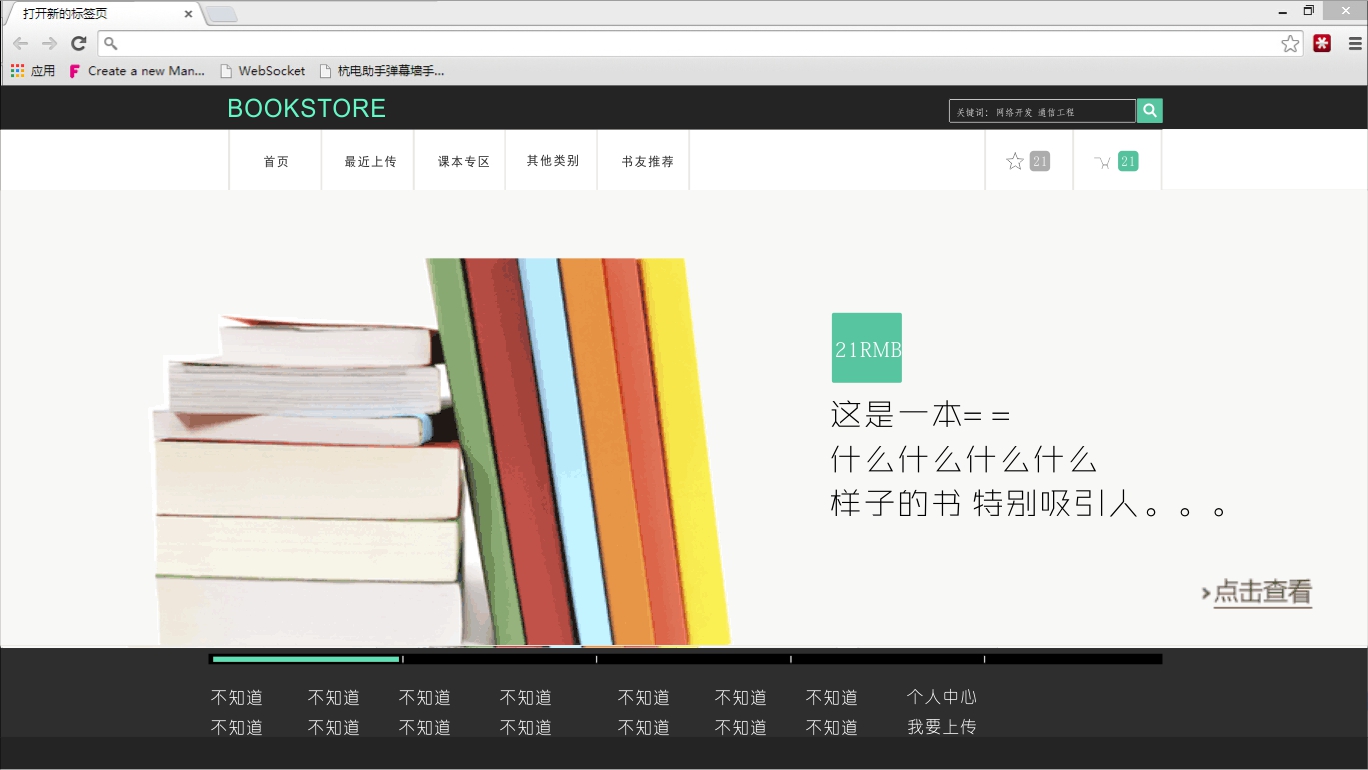 打开新的标签页
应用 Create a new Man... WebSocket 杭电助手弹幕墙手...
BOOKSTORE
关键词: 网络开发 通信工程
首页 最近上传 课本专区 其他类别 书友推荐 21 21
21RMB
这是一本= =
什么什么什么什么
样子的书 特别吸引人。。。
点击查看
不知道 不知道 不知道 不知道 不知道 不知道 不知道 个人中心
不知道 不知道 不知道 不知道 不知道 不知道 不知道 我要上传